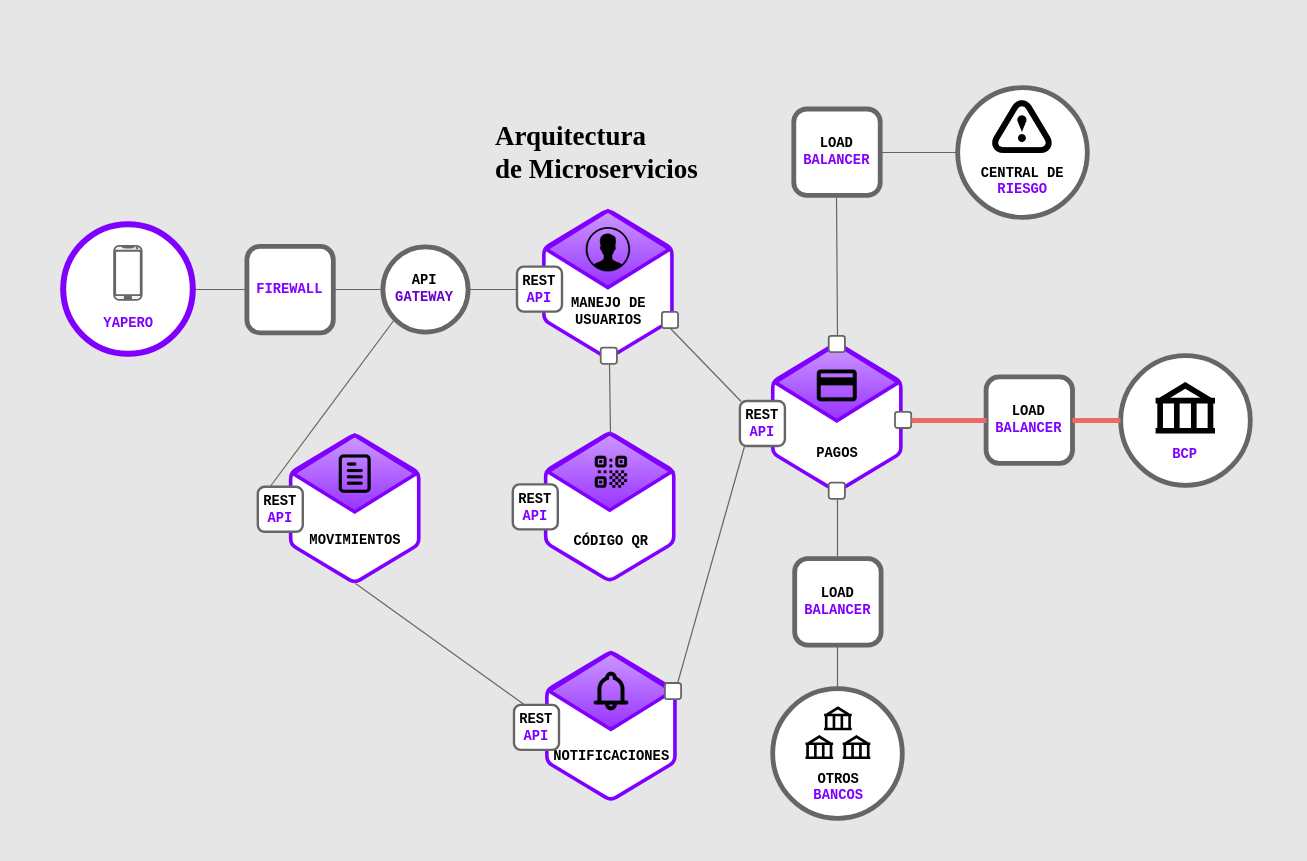 Arquitectura
de Microservicios
LOAD
BALANCER
CENTRAL DE
RIESGO
YAPERO
FIREWALL
API
GATEWAY
REST
API
MANEJO DE
USUARIOS
REST
API
PAGOS
LOAD
BALANCER
BCP
REST
API
MOVIMIENTOS
REST
API
CÓDIGO QR
LOAD
BALANCER
REST
API
NOTIFICACIONES
OTROS
BANCOS